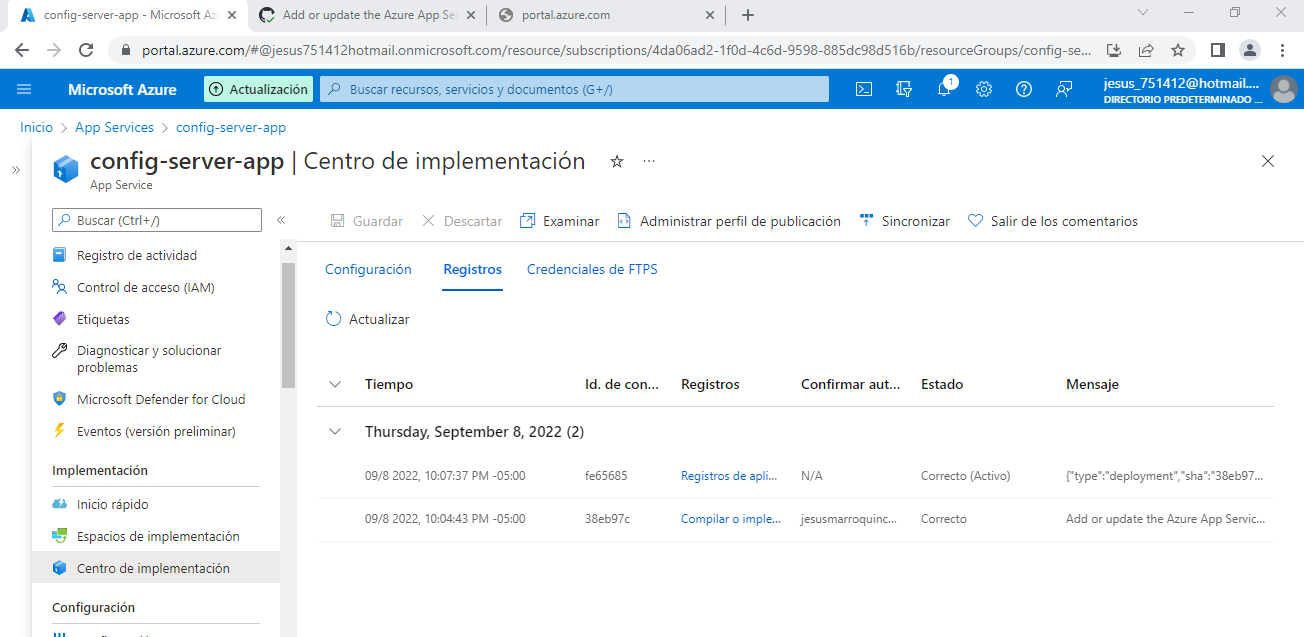 config-server-app - Microsoft Az
Add or update the Azure App Se
portal.azure.com
portal.azure.com/#@jesus751412hotmail.onmicrosoft.com/resource/subscriptions/4da06ad2-1f0d-4c6d-9598-885dc98d516b/resourceGroups/config-se...
Microsoft Azure
Actualización
Buscar recursos, servicios y documentos (G+/)
1
jesus_751412@hotmail....
DIRECTORIO PREDETERMINADO ...
Inicio > App Services > config-server-app
config-server-app | Centro de implementación
App Service
Buscar (Ctrl+/)
Guardar
Descartar
Examinar
Administrar perfil de publicación
Sincronizar
Salir de los comentarios
Registro de actividad
Control de acceso (IAM)
Etiquetas
Diagnosticar y solucionar
problemas
Microsoft Defender for Cloud
Eventos (versión preliminar)
Implementación
Inicio rápido
Espacios de implementación
Centro de implementación
Configuración
Configuración Registros Credenciales de FTPS
Actualizar
Tiempo Id. de con... Registros Confirmar aut... Estado Mensaje
Thursday, September 8, 2022 (2)
09/8 2022, 10:07:37 PM -05:00 fe65685 Registros de apli... N/A Correcto (Activo) {"type":"deployment","sha":"38eb97...
09/8 2022, 10:04:43 PM -05:00 38eb97c Compilar o imple... jesusmarroquinc... Correcto Add or update the Azure App Servic...